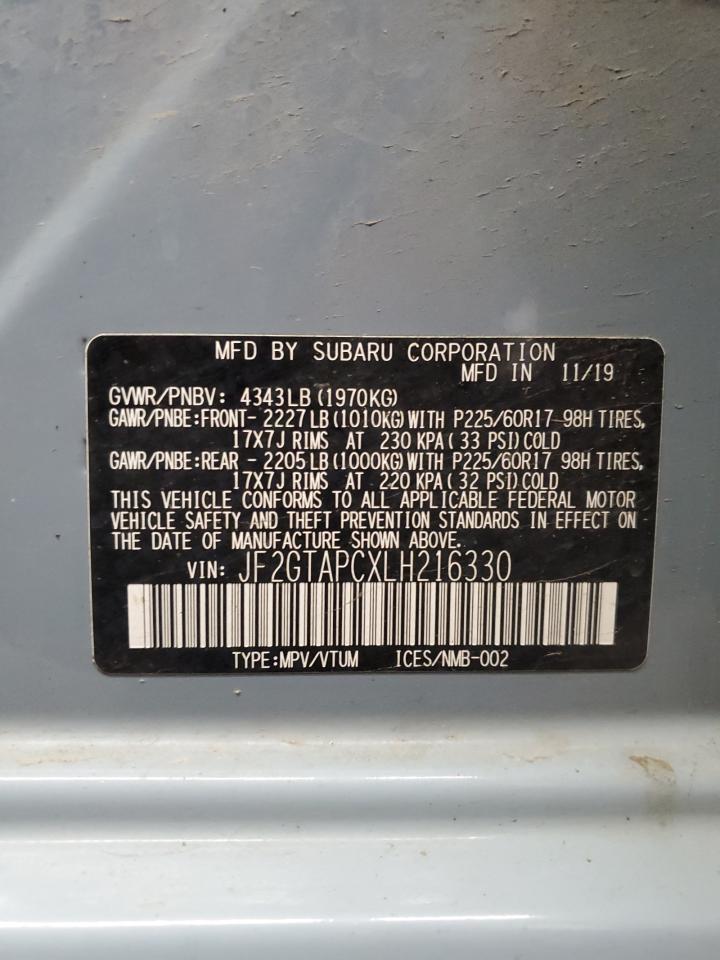 MFD BY SUBARU CORPORATION
MFD IN 11/19
GVWR/PNBV: 4343LB (1970KG)
GAWR/PNBE:FRONT- 2227LB (1010KG) WITH P225/60R17 98H TIRES,
17X7J RIMS AT 230 KPA ( 33 PSI) COLD
GAWR/PNBE:REAR - 2205LB (1000KG) WITH P225/60R17 98H TIRES,
17X7J RIMS AT 220 KPA ( 32 PSI) COLD
THIS VEHICLE CONFORMS TO ALL APPLICABLE FEDERAL MOTOR
VEHICLE SAFETY AND THEFT PREVENTION STANDARDS IN EFFECT ON
THE DATE OF MANUFACTURE SHOWN ABOVE.
VIN: JF2GTAPCXLH216330
TYPE:MPV/VTUM ICES/NMB-002